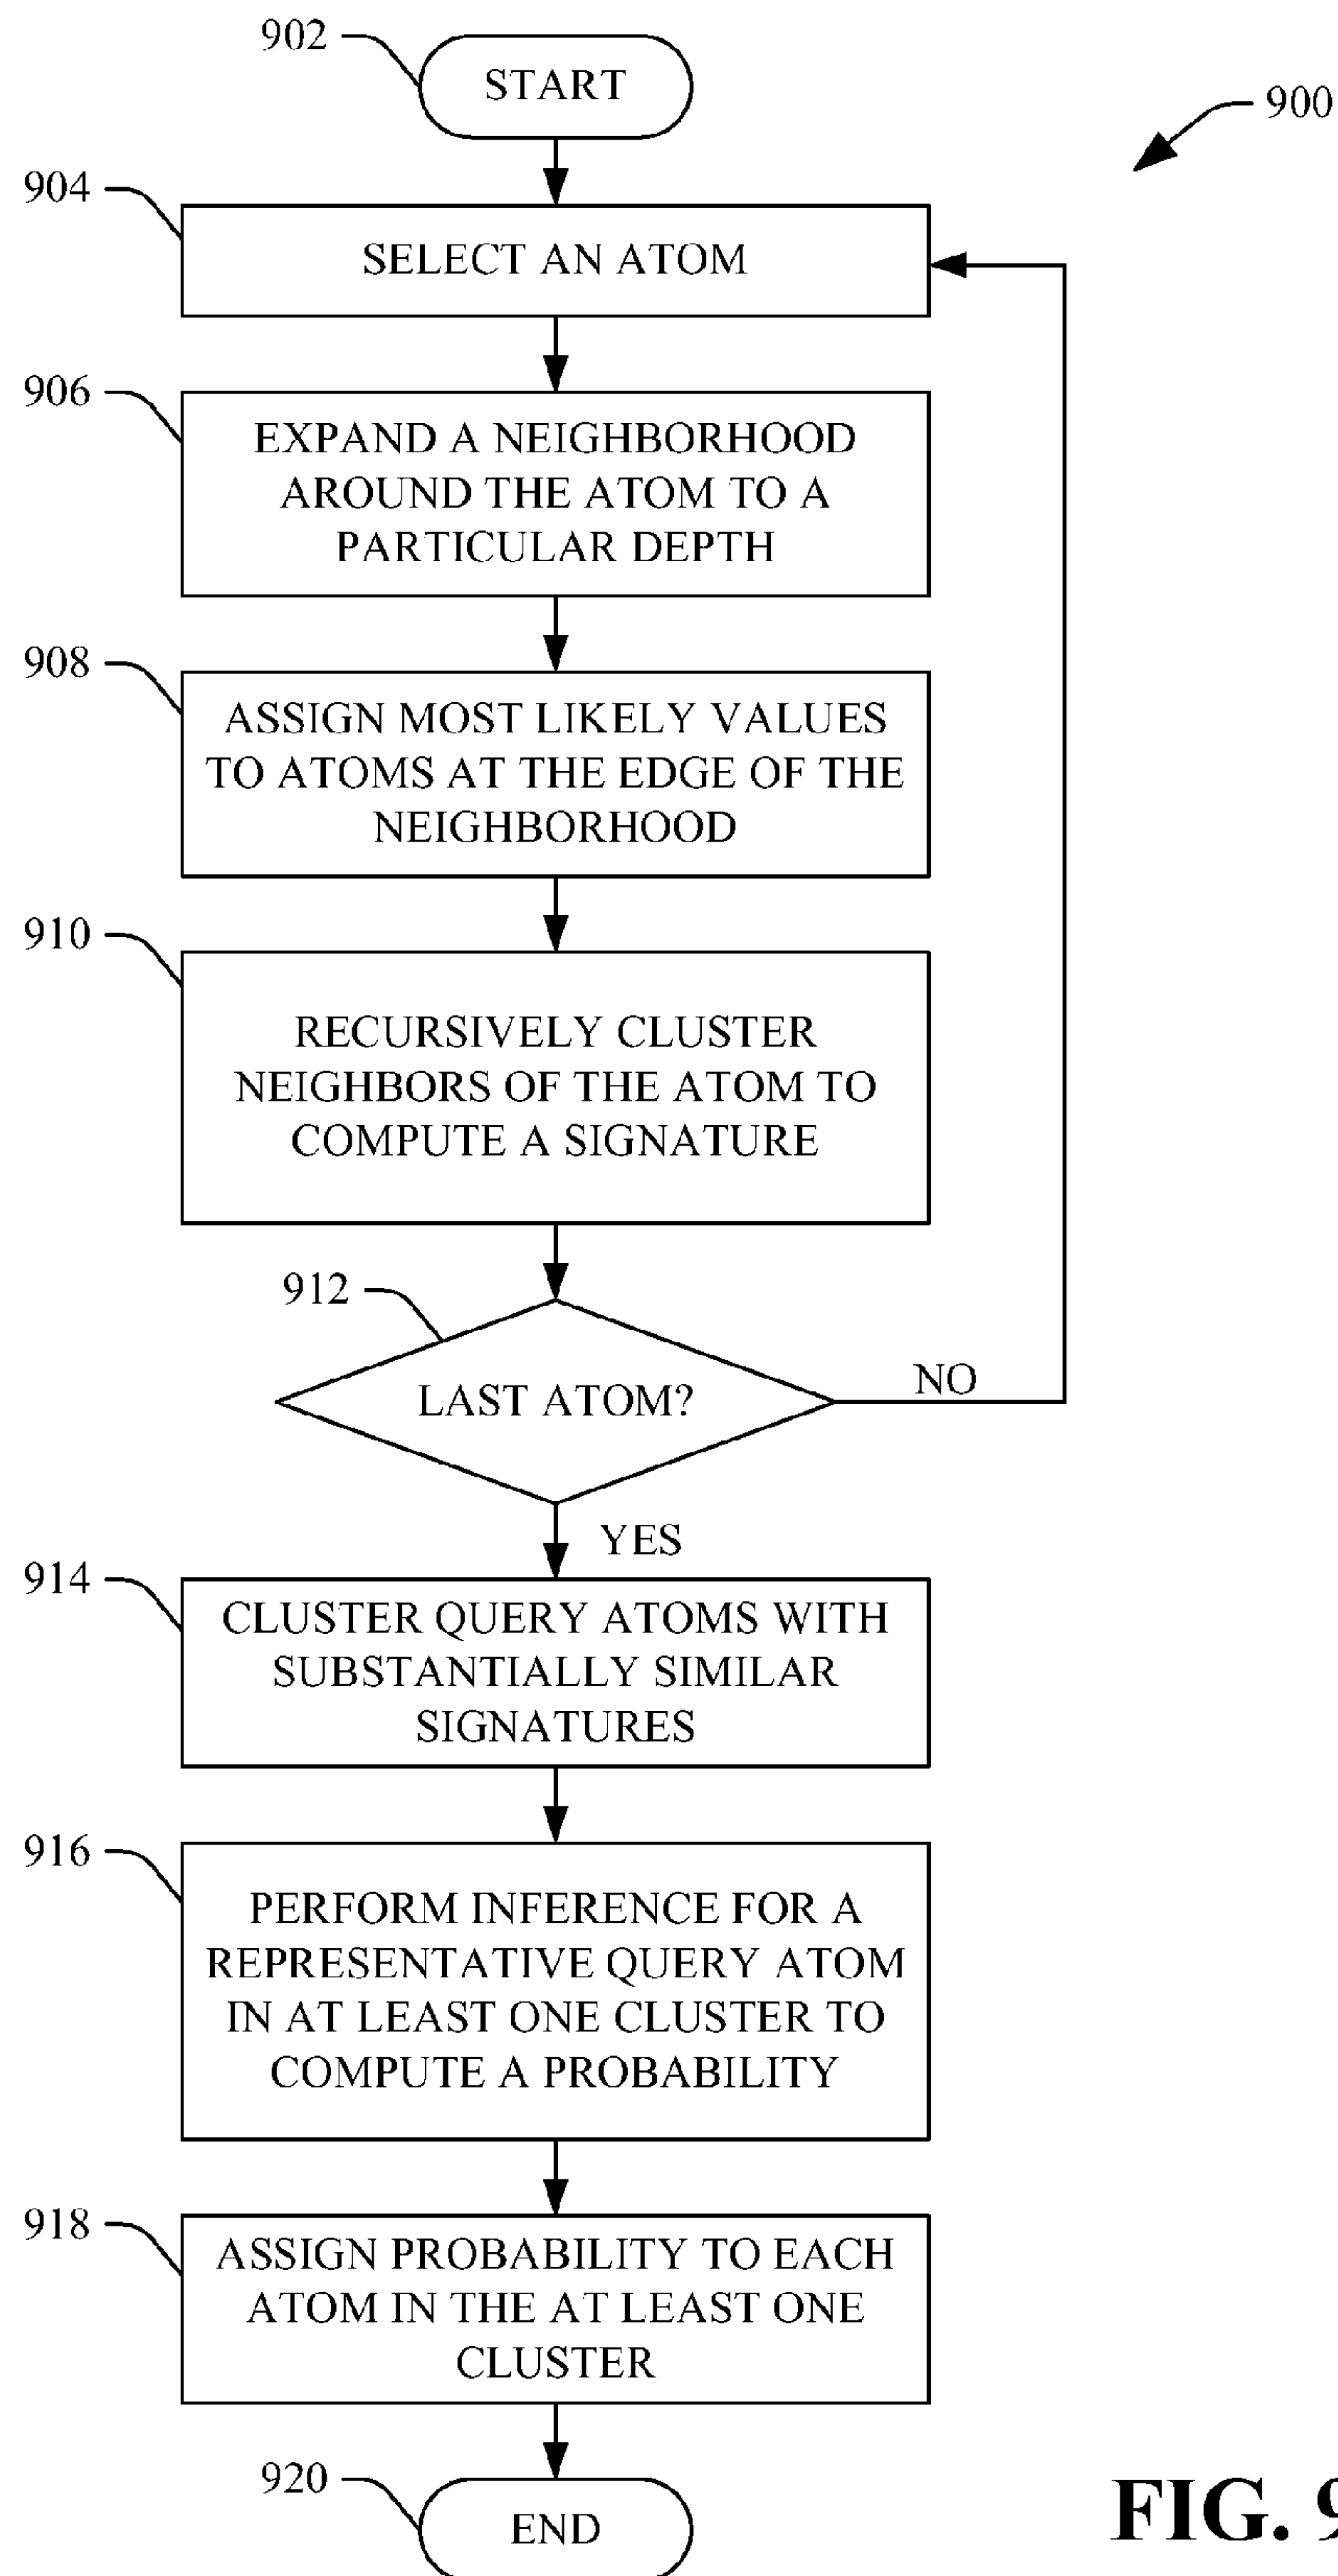 902
START
900
904
SELECT AN ATOM
906
EXPAND A NEIGHBORHOOD
AROUND THE ATOM TO A
PARTICULAR DEPTH
908
ASSIGN MOST LIKELY VALUES
TO ATOMS AT THE EDGE OF THE
NEIGHBORHOOD
910
RECURSIVELY CLUSTER
NEIGHBORS OF THE ATOM TO
COMPUTE A SIGNATURE
912
LAST ATOM?
NO
YES
914
CLUSTER QUERY ATOMS WITH
SUBSTANTIALLY SIMILAR
SIGNATURES
916
PERFORM INFERENCE FOR A
REPRESENTATIVE QUERY ATOM
IN AT LEAST ONE CLUSTER TO
COMPUTE A PROBABILITY
918
ASSIGN PROBABILITY TO EACH
ATOM IN THE AT LEAST ONE
CLUSTER
920
END
FIG. 9